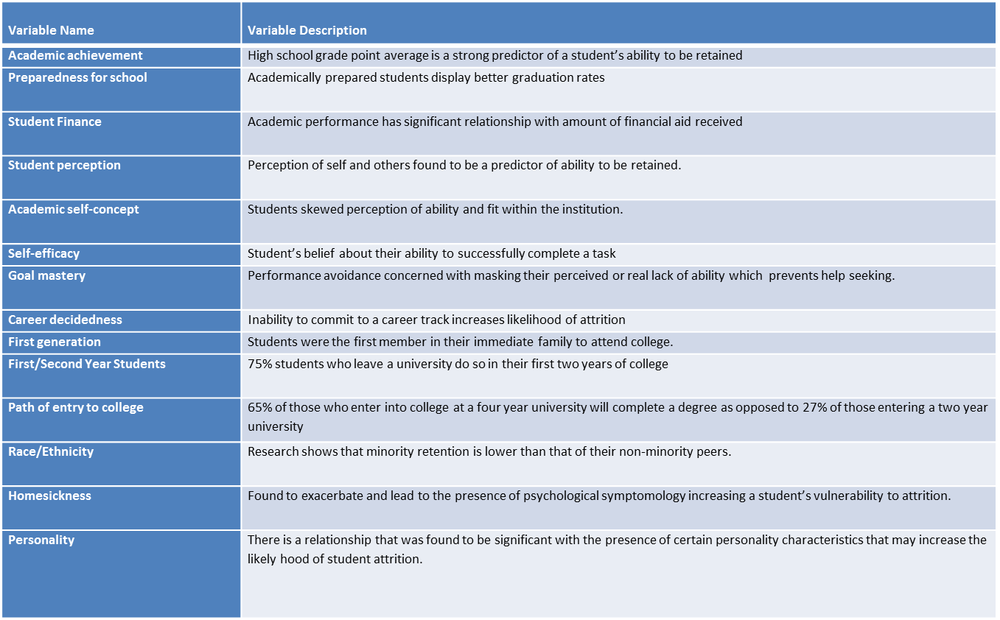 Variable Name
Variable Description
Academic achievement
High school grade point average is a strong predictor of a student’s ability to be retained
Preparedness for school
Academically prepared students display better graduation rates
Student Finance
Academic performance has significant relationship with amount of financial aid received
Student perception
Perception of self and others found to be a predictor of ability to be retained.
Academic self-concept
Students skewed perception of ability and fit within the institution.
Self-efficacy
Student’s belief about their ability to successfully complete a task
Goal mastery
Performance avoidance concerned with masking their perceived or real lack of ability which  prevents help seeking.
Career decidedness
Inability to commit to a career track increases likelihood of attrition
First generation
Students were the first member in their immediate family to attend college.
First/Second Year Students
75% students who leave a university do so in their first two years of college
Path of entry to college
65% of those who enter into college at a four year university will complete a degree as opposed to 27% of those entering a two year
university
Race/Ethnicity
Research shows that minority retention is lower than that of their non-minority peers.
Homesickness
Found to exacerbate and lead to the presence of psychological symptomology increasing a student’s vulnerability to attrition.
Personality
There is a relationship that was found to be significant with the presence of certain personality characteristics that may increase the
likely hood of student attrition.